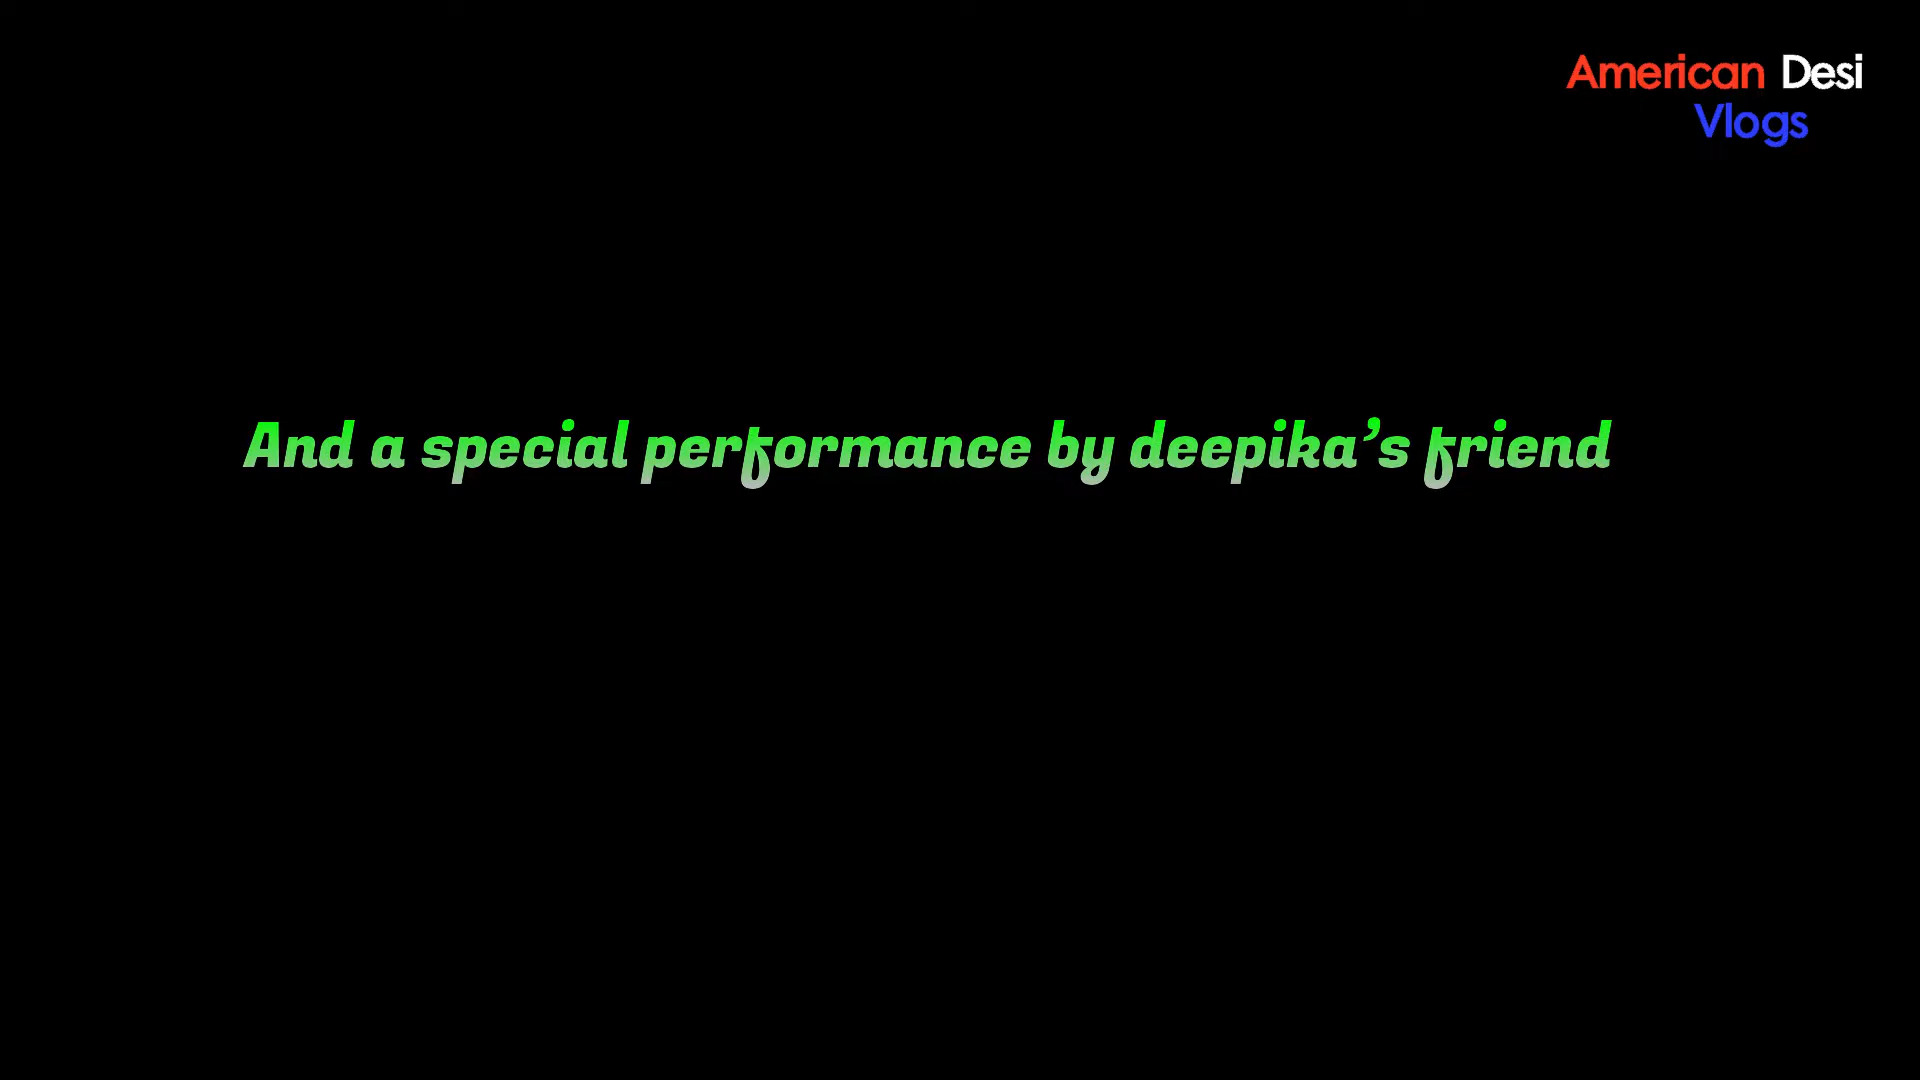 American Desi
Vlogs
And a special performance by deepika’s friend